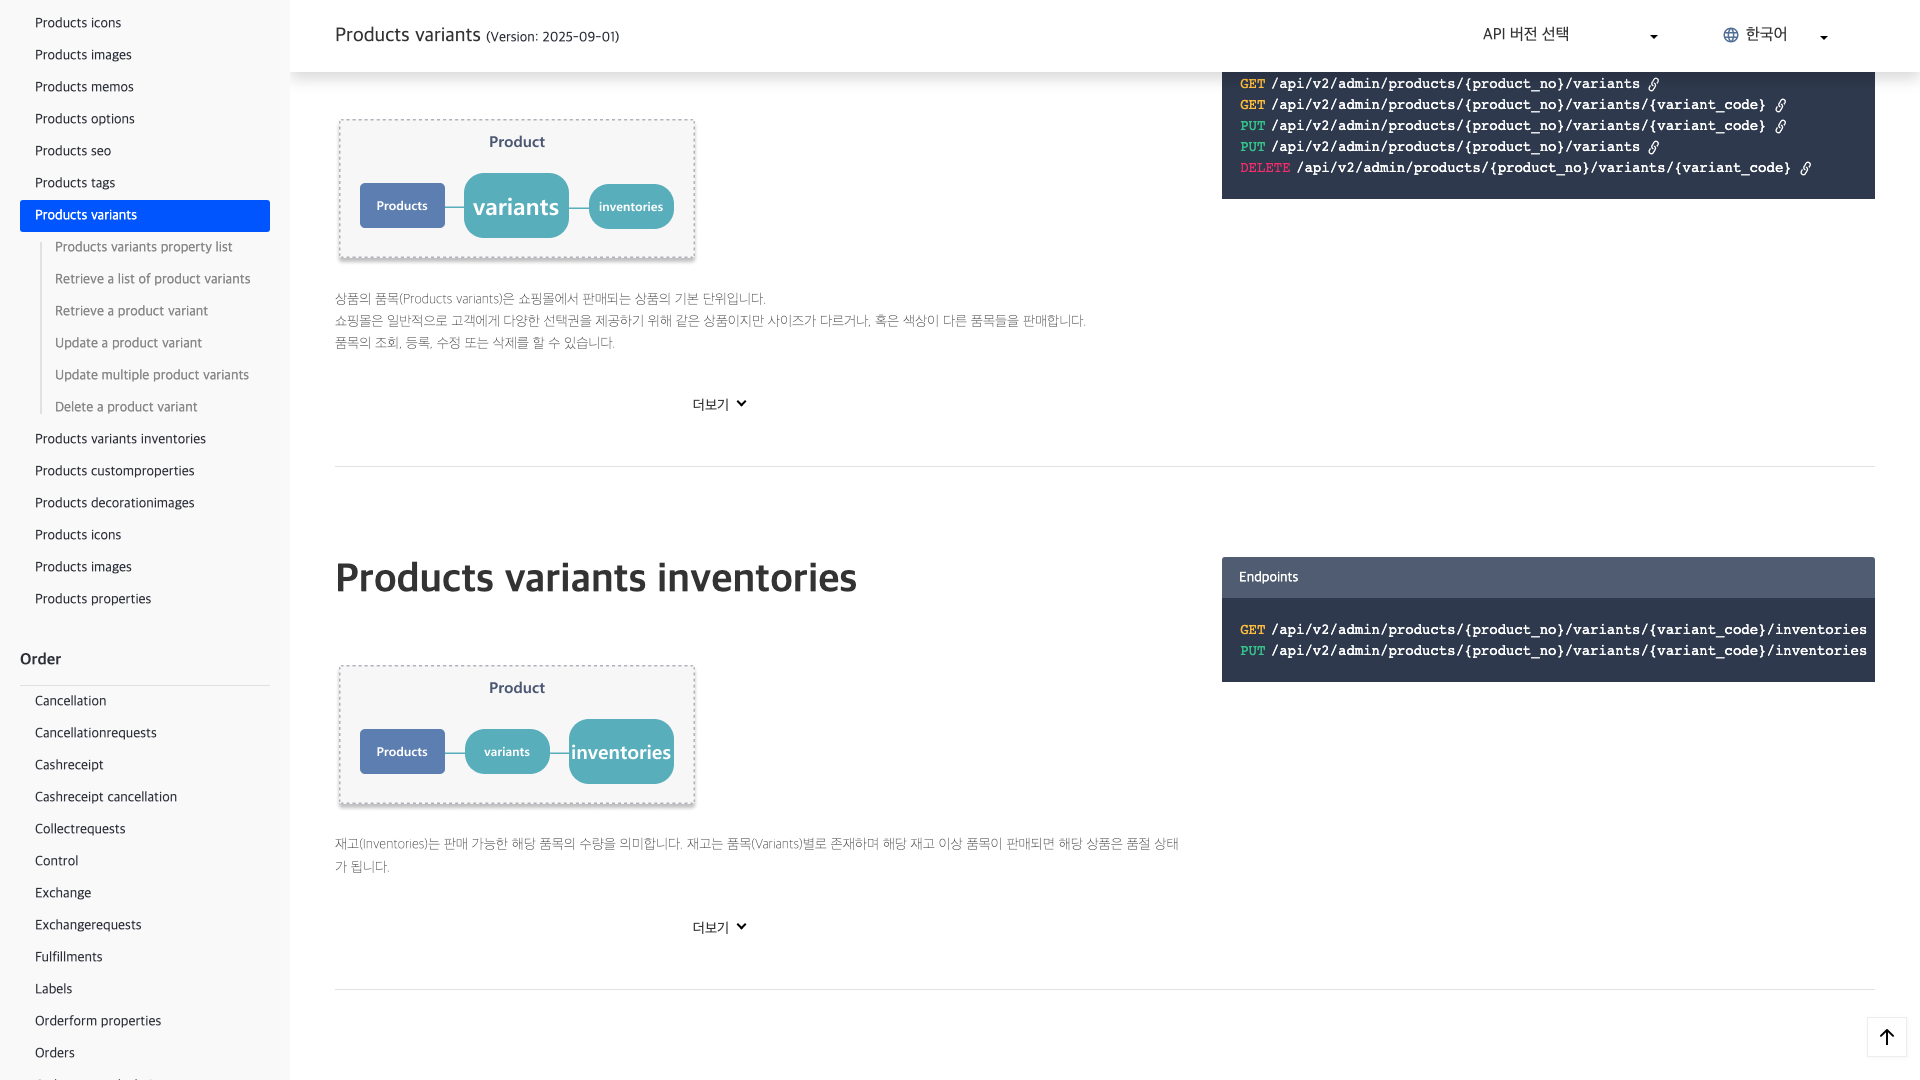 Products icons
Products images
Products memos
Products options
Products seo
Products tags
Products variants
Products variants property list
Retrieve a list of product variants
Retrieve a product variant
Update a product variant
Update multiple product variants
Delete a product variant
Products variants inventories
Products customproperties
Products decorationimages
Products icons
Products images
Products properties
Order
Cancellation
Cancellationrequests
Cashreceipt
Cashreceipt cancellation
Collectrequests
Control
Exchange
Exchangerequests
Fulfillments
Labels
Orderform properties
Orders
Products variants (Version: 2025-09-01)
API 버전 선택
한국어
Product
Products
variants
inventories
상품의 품목(Products variants)은 쇼핑몰에서 판매되는 상품의 기본 단위입니다.
쇼핑몰은 일반적으로 고객에게 다양한 선택권을 제공하기 위해 같은 상품이지만 사이즈가 다르거나, 혹은 색상이 다른 품목들을 판매합니다.
품목의 조회, 등록, 수정 또는 삭제를 할 수 있습니다.
더보기
GET /api/v2/admin/products/{product_no}/variants
GET /api/v2/admin/products/{product_no}/variants/{variant_code}
PUT /api/v2/admin/products/{product_no}/variants/{variant_code}
PUT /api/v2/admin/products/{product_no}/variants
DELETE /api/v2/admin/products/{product_no}/variants/{variant_code}
Products variants inventories
Product
Products
variants
inventories
재고(Inventories)는 판매 가능한 해당 품목의 수량을 의미합니다. 재고는 품목(Variants)별로 존재하며 해당 재고 이상 품목이 판매되면 해당 상품은 품절 상태
가 됩니다.
더보기
Endpoints
GET /api/v2/admin/products/{product_no}/variants/{variant_code}/inventories
PUT /api/v2/admin/products/{product_no}/variants/{variant_code}/inventories